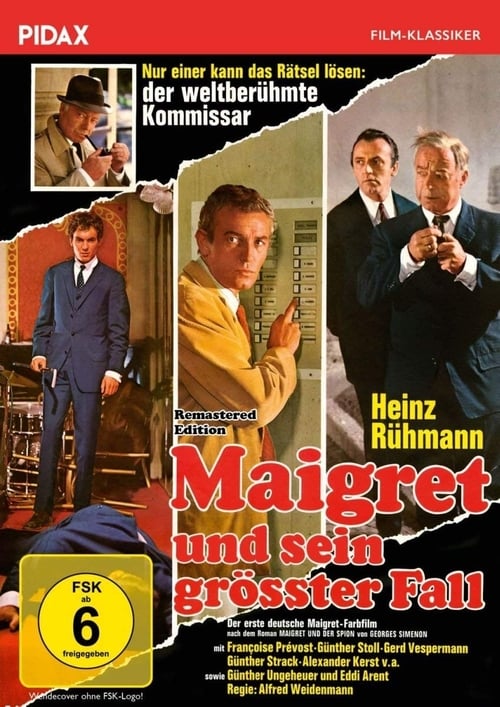 PIDAX
FILM-KLASSIKER
Nur einer kann das Rätsel lösen:
der weltberühmte
Kommissar
Remastered
Edition
Heinz
Rühmann
Maigret
und sein
grösster Fall
Der erste deutsche Maigret-Farbfilm
nach dem Roman MAIGRET UND DER SPION von GEORGES SIMENON
mit Françoise Prévost·Günther Stoll·Gerd Vespermann
Günther Strack·Alexander Kerst v.a.
sowie Günther Ungeheuer und Eddi Arent
Regie: Alfred Weidenmann
FSK
ab
6
freigegeben
Wendecover ohne FSK-Logo!